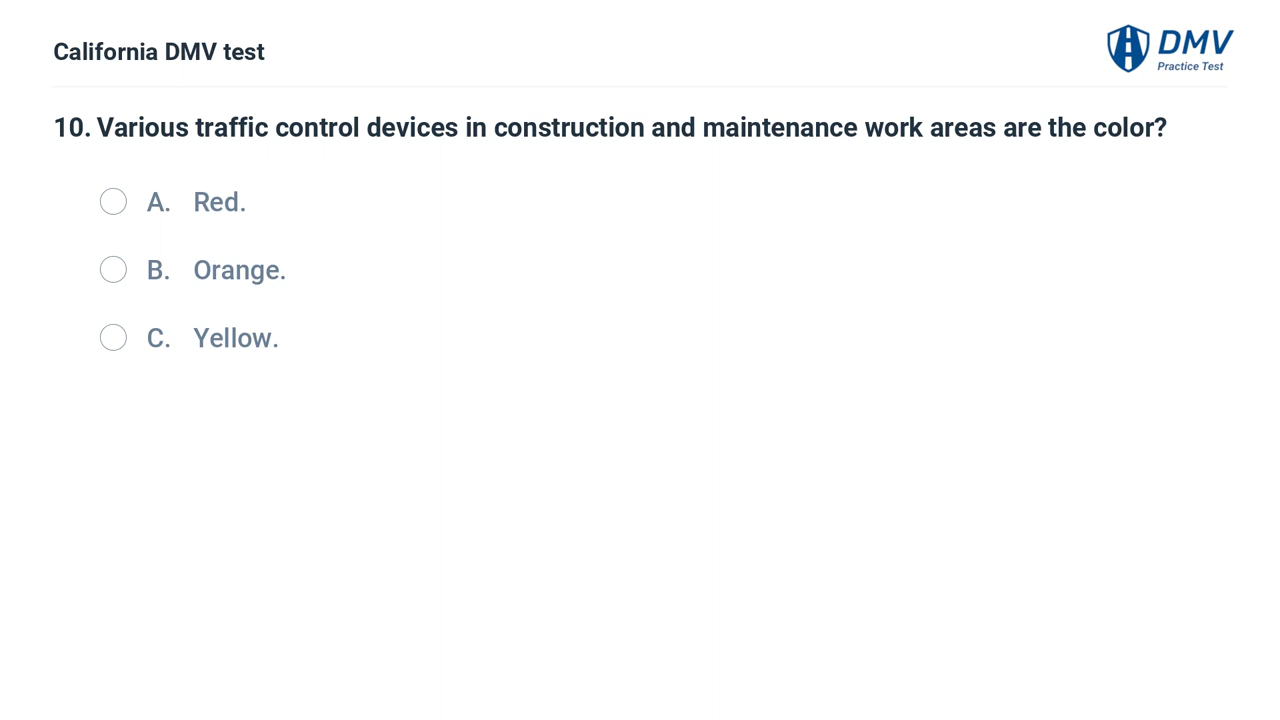 California DMV test
DMV
Practice Test
10. Various traffic control devices in construction and maintenance work areas are the color?
A. Red.
B. Orange.
C. Yellow.